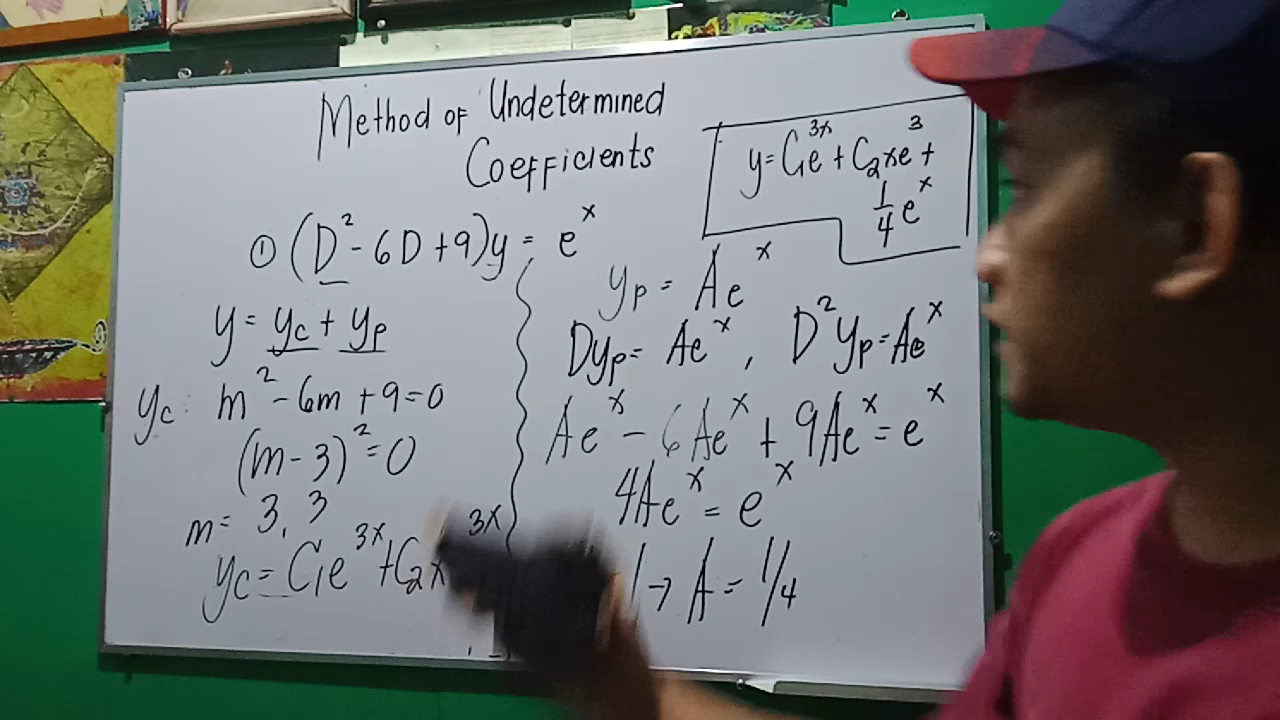 Method of Undetermined
Coefficients
① (D² - 6D + 9)y = e^x
y = yc + yp
yc: m² - 6m + 9 = 0
(m - 3)² = 0
m = 3, 3
yc = C₁e^3x + C₂x 3x
y = C₁e^3x + C₂xe^3 +
1/4 e^x
yp = Ae^x
Dyp = Ae^x, D²yp = Ae^x
Ae^x - 6Ae^x + 9Ae^x = e^x
4Ae^x = e^x
1 → A = 1/4